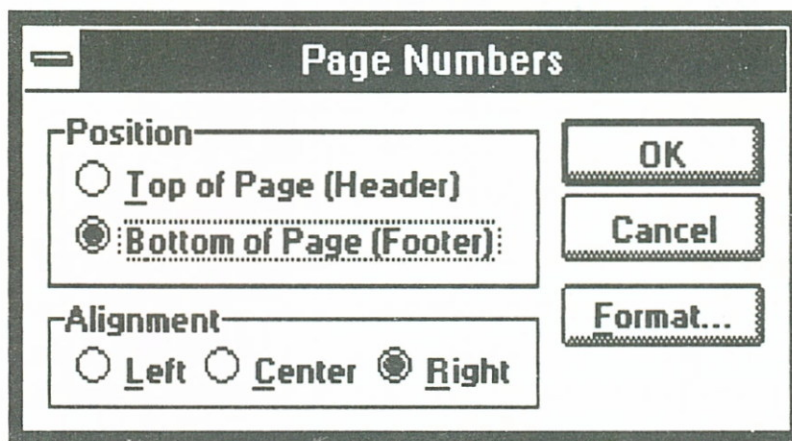 Page Numbers
Position
Top of Page (Header)
Bottom of Page (Footer)
Alignment
Left Center Right
OK
Cancel
Format...